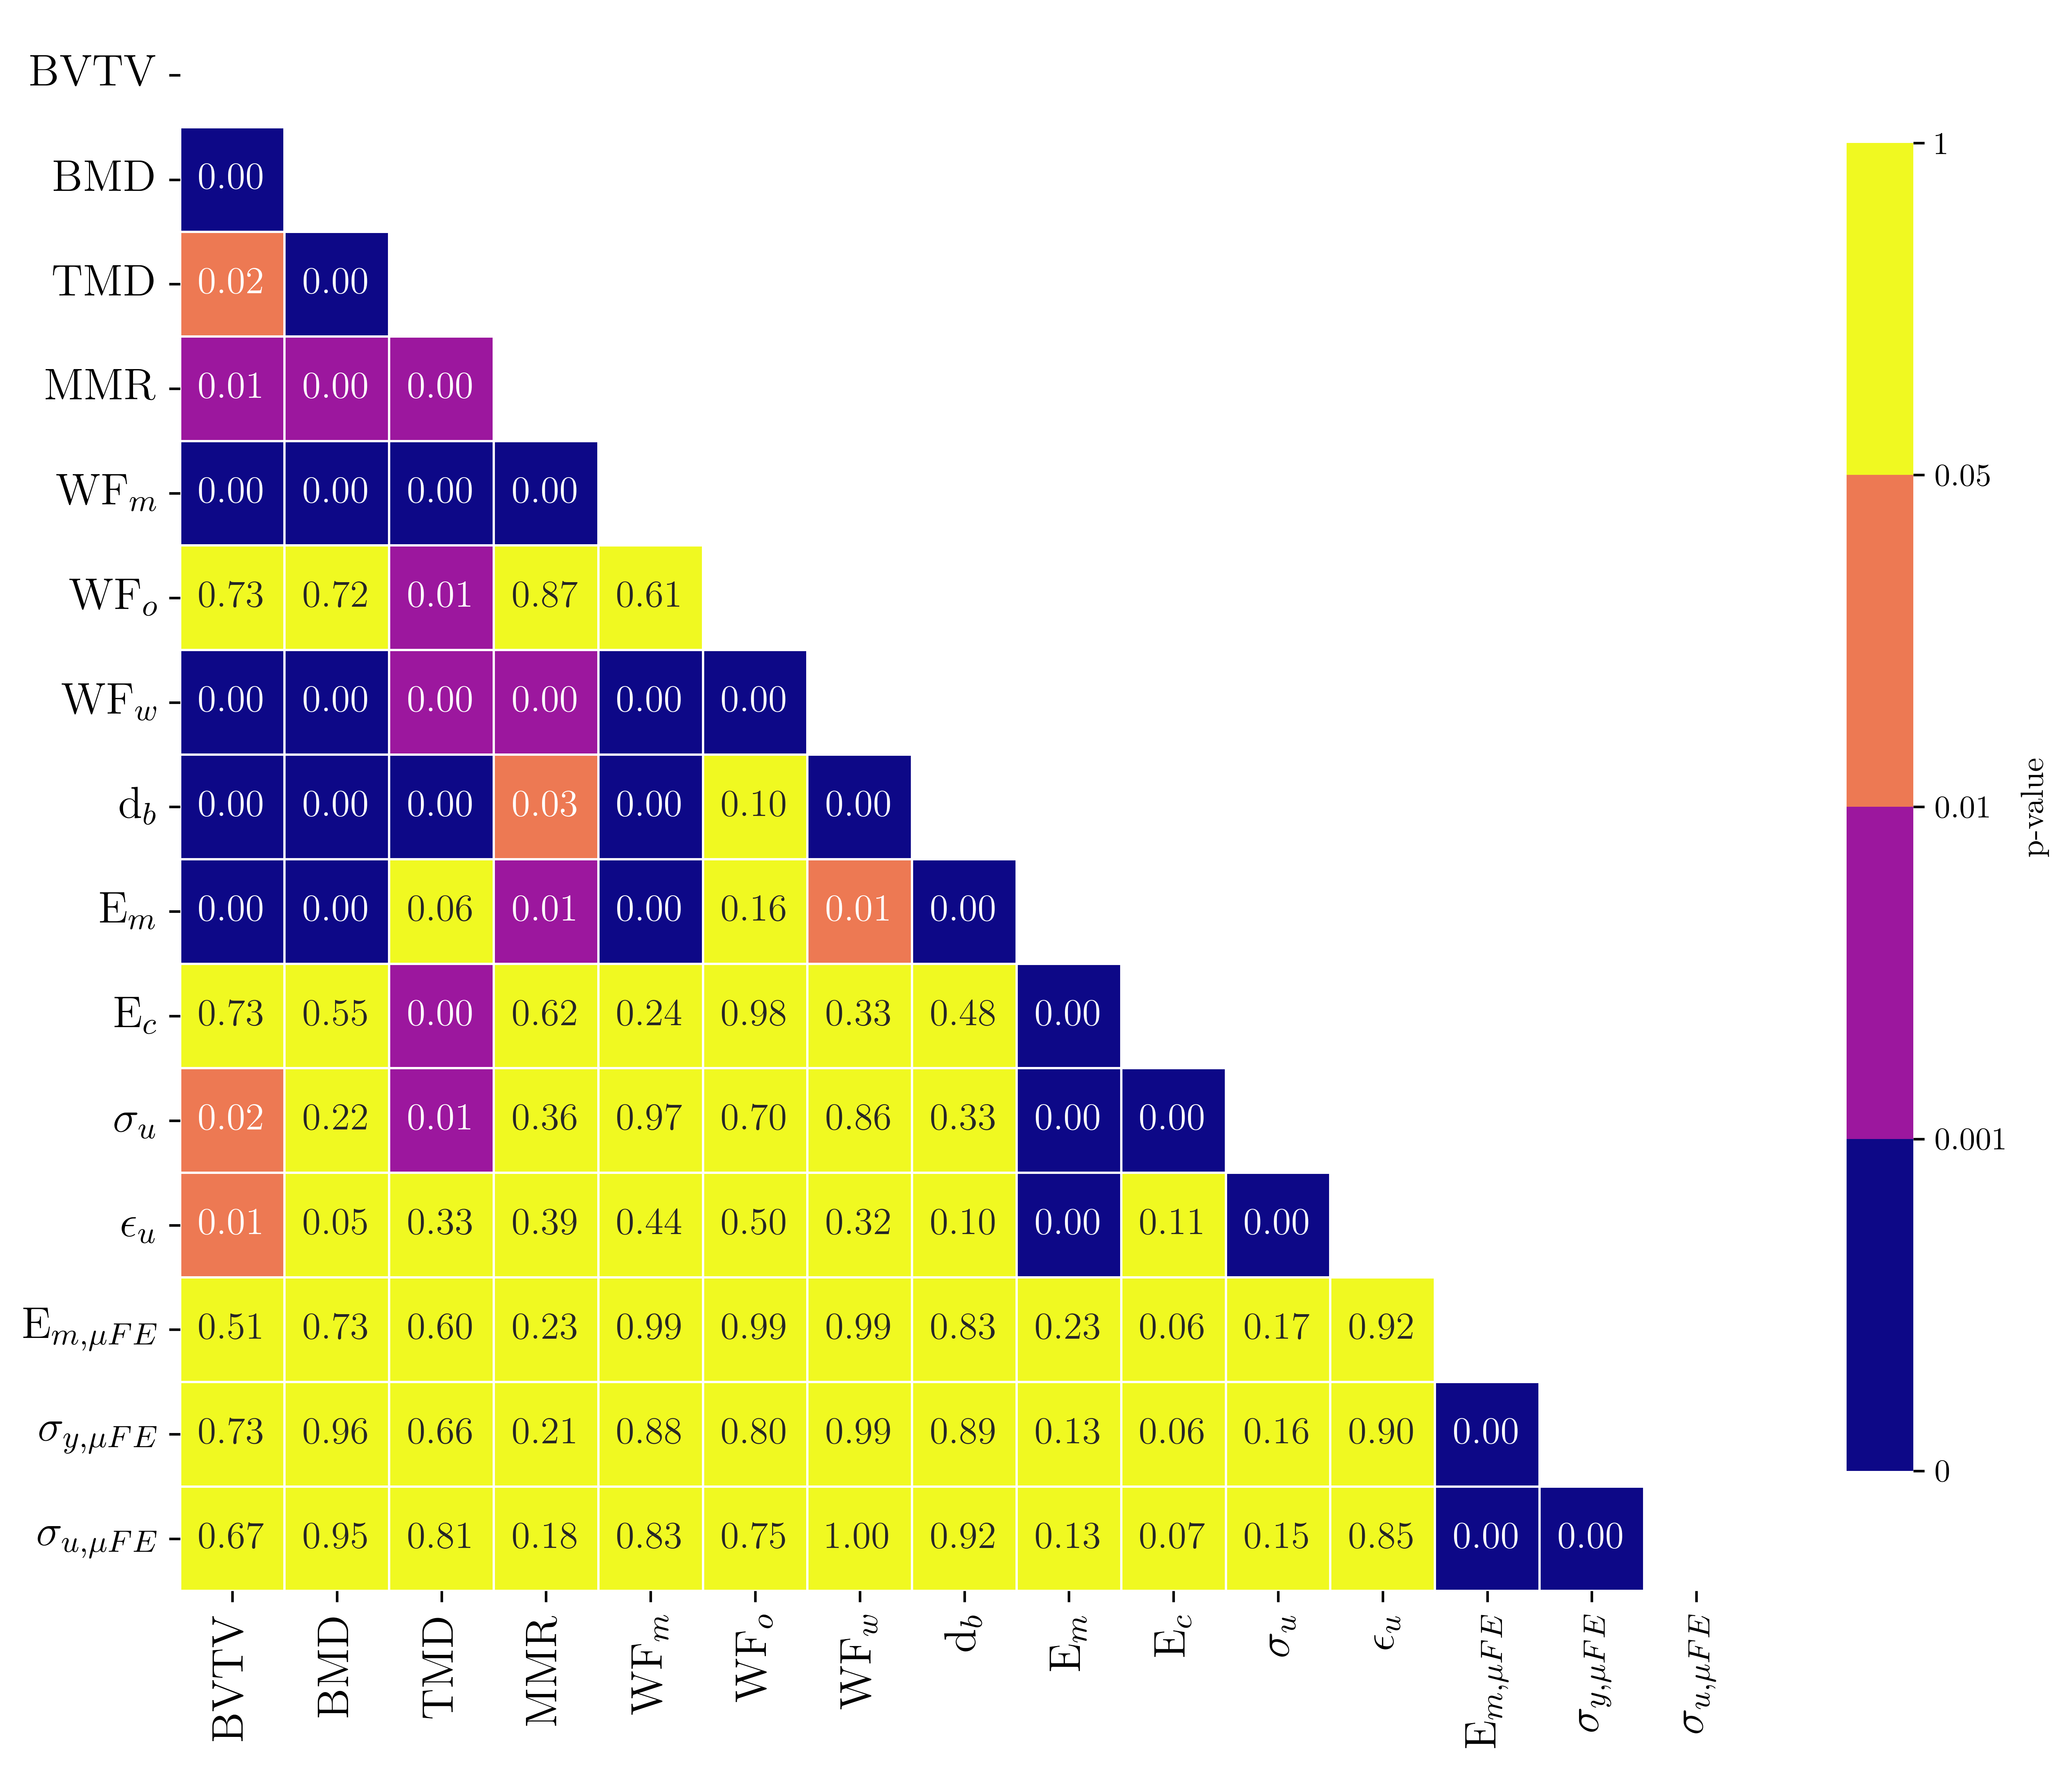 BVTV
BMD 0.00
TMD 0.02 0.00
MMR 0.01 0.00 0.00
WF_m 0.00 0.00 0.00 0.00
WF_o 0.73 0.72 0.01 0.87 0.61
WF_w 0.00 0.00 0.00 0.00 0.00 0.00
d_b 0.00 0.00 0.00 0.03 0.00 0.10 0.00
E_m 0.00 0.00 0.06 0.01 0.00 0.16 0.01 0.00
E_c 0.73 0.55 0.00 0.62 0.24 0.98 0.33 0.48 0.00
σ_u 0.02 0.22 0.01 0.36 0.97 0.70 0.86 0.33 0.00 0.00
ϵ_u 0.01 0.05 0.33 0.39 0.44 0.50 0.32 0.10 0.00 0.11 0.00
E_{m,μFE} 0.51 0.73 0.60 0.23 0.99 0.99 0.99 0.83 0.23 0.06 0.17 0.92
σ_{y,μFE} 0.73 0.96 0.66 0.21 0.88 0.80 0.99 0.89 0.13 0.06 0.16 0.90 0.00
σ_{u,μFE} 0.67 0.95 0.81 0.18 0.83 0.75 1.00 0.92 0.13 0.07 0.15 0.85 0.00 0.00
BVTV BMD TMD MMR WF_m WF_o WF_w d_b E_m E_c σ_u ϵ_u E_{m,μFE} σ_{y,μFE} σ_{u,μFE}
1
0.05
0.01
0.001
0
p-value